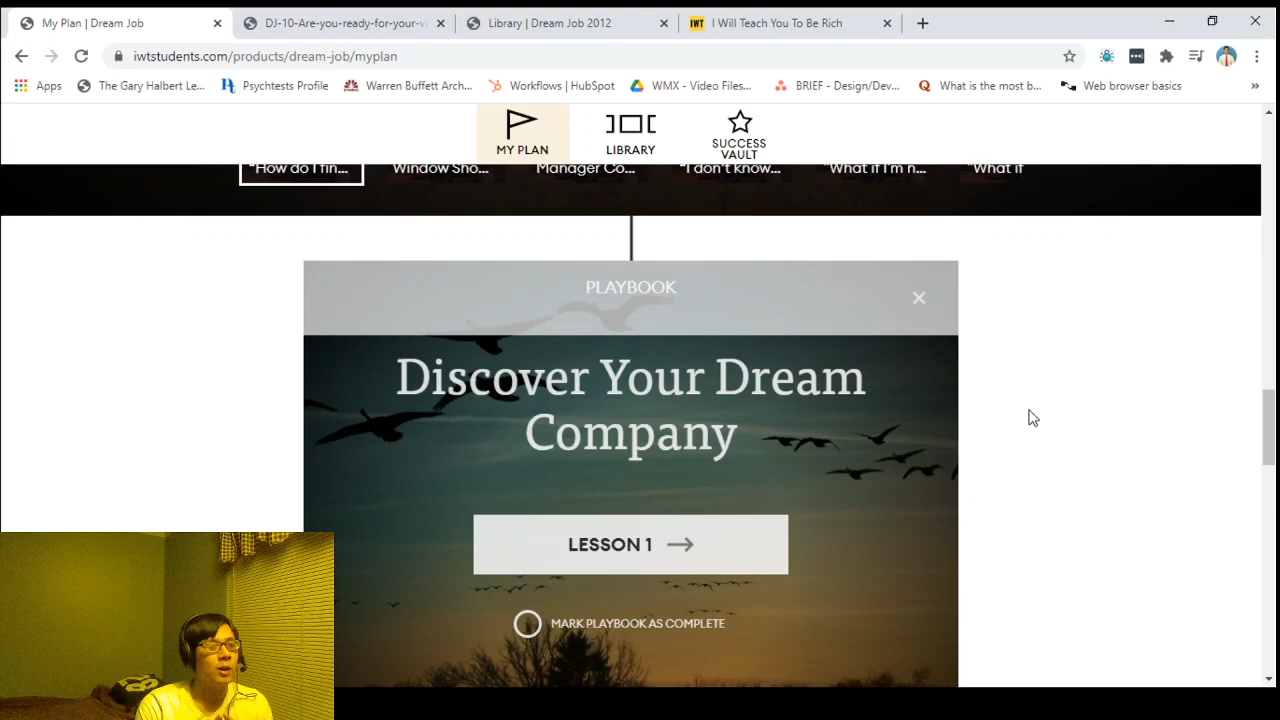 My Plan | Dream Job
DJ-10-Are-you-ready-for-your-vi
Library | Dream Job 2012
IWT
I Will Teach You To Be Rich
iwtstudents.com/products/dream-job/myplan
Apps
The Gary Halbert Le...
Psychtests Profile
Warren Buffett Arch...
Workflows | HubSpot
WMX - Video Files...
BRIEF - Design/Dev...
What is the most b...
Web browser basics
MY PLAN
LIBRARY
SUCCESS
VAULT
"How do I fin...
Window Sho...
Manager Co...
"I don't know...
"What if I'm n...
"What if
PLAYBOOK
Discover Your Dream
Company
LESSON 1
MARK PLAYBOOK AS COMPLETE